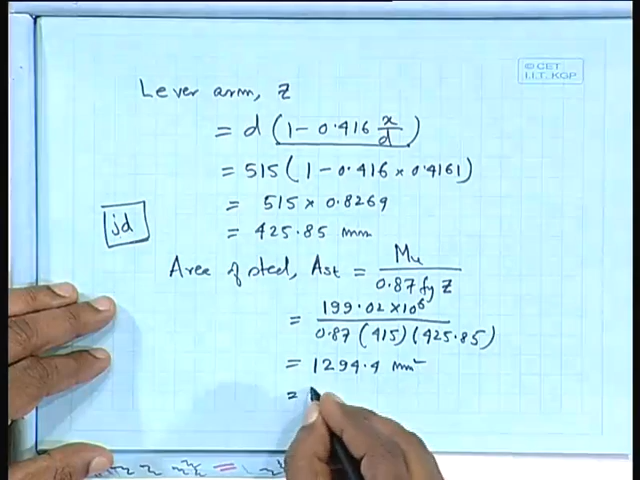 © CET
I.I.T. KGP
Lever arm, z
= d (1 - 0.416 x/d)
= 515 (1 - 0.416 × 0.4161)
= 515 × 0.8269
= 425.85 mm
jd
Area of steel, Ast = Mu / 0.87 fy z
= 199.02 × 10⁶ / 0.87 (415) (425.85)
= 1294.4 mm²
=